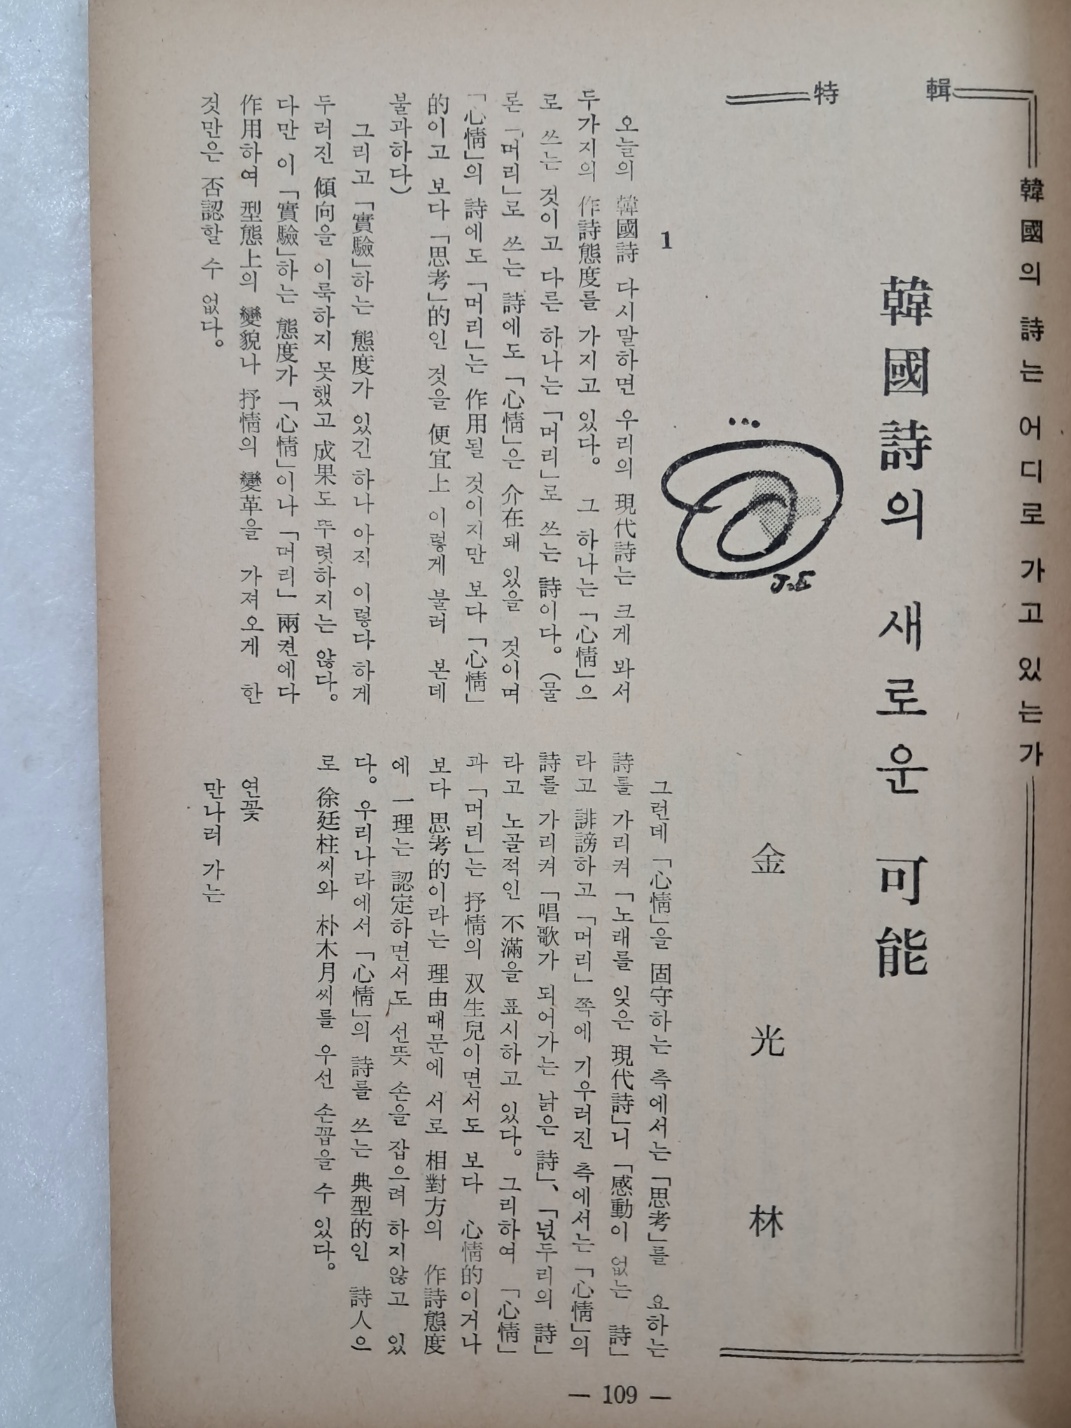 特輯
韓國의 詩는 어디로 가고 있는가
韓國詩의 새로운 可能
金光林
J.E
1
오늘의 韓國詩 다시말하면 우리의 現代詩는 크게 봐서
두가지의 作詩態度를 가지고 있다。 그 하나는 「心情」으
로 쓰는 것이고 다른 하나는 「머리」로 쓰는 詩이다。 (물
론 「머리」로 쓰는 詩에도 「心情」은 介在돼 있을 것이며
「心情」의 詩에도 「머리」는 作用될 것이지만 보다 「心情」
的이고 보다 「思考」的인 것을 便宜上 이렇게 불러 본데
불과하다)
그리고 「實驗」하는 態度가 있긴 하나 아직 이렇다 하게
두러진 傾向을 이룩하지 못했고 成果도 뚜렷하지는 않다。
다만 이 「實驗」하는 態度가 「心情」이나 「머리」 兩켠에다
作用하여 型態上의 變貌나 抒情의 變革을 가져오게 한
것만은 否認할 수 없다。
그런데 「心情」을 固守하는 측에서는 「思考」를 요하는
詩를 가리켜 「노래를 잊은 現代詩」니 「感動이 없는 詩」
라고 誹謗하고 「머리」 쪽에 기우러진 측에서는 「心情」의
詩를 가리켜 「唱歌가 되어가는 낡은 詩」、「넋두리의 詩」
라고 노골적인 不滿을 표시하고 있다。 그리하여 「心情」
과 「머리」는 抒情의 双生兒이면서도 보다 心情的이거나
보다 思考的이라는 理由때문에 서로 相對方의 作詩態度
에 一理는 認定하면서도 선뜻 손을 잡으려 하지않고 있
다。 우리나라에서 「心情」의 詩를 쓰는 典型的인 詩人으
로 徐廷柱씨와 朴木月씨를 우선 손꼽을 수 있다。
연꽃
만나러 가는
— 109 —